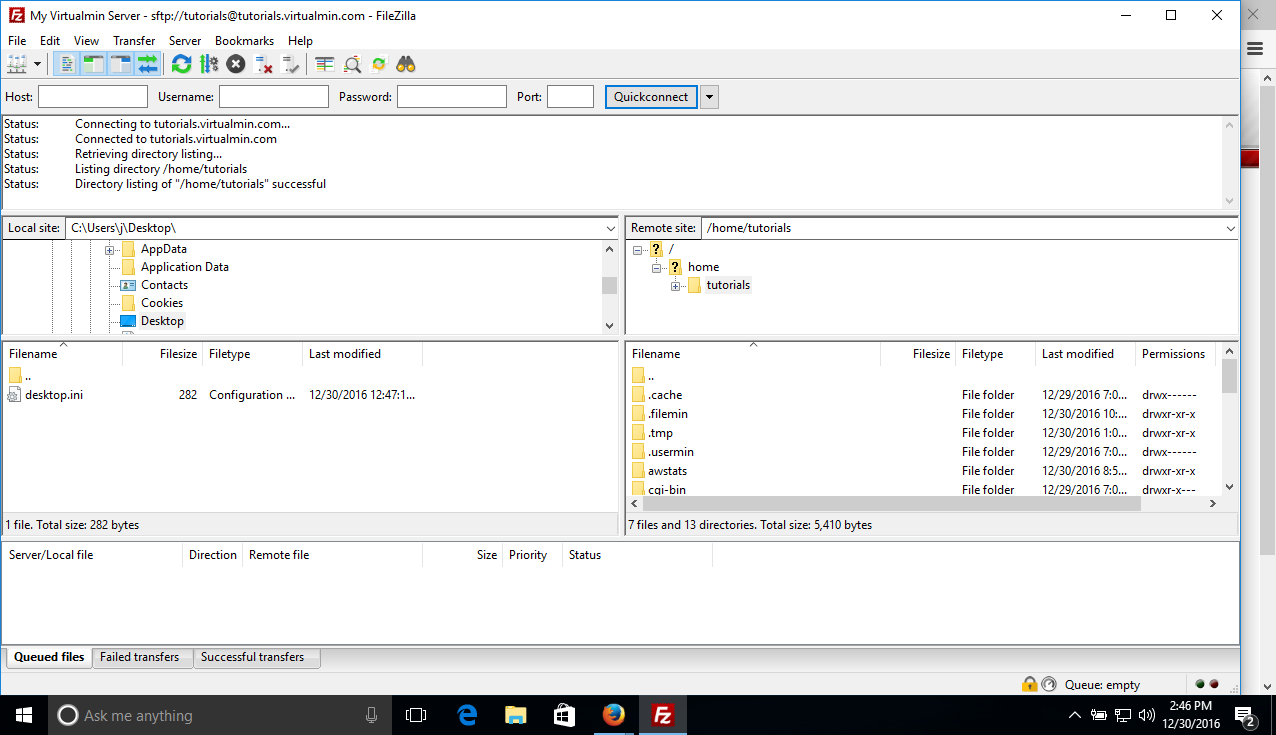 My Virtualmin Server - sftp://tutorials@tutorials.virtualmin.com - FileZilla
File Edit View Transfer Server Bookmarks Help
Host: Username: Password: Port: Quickconnect
Status: Connecting to tutorials.virtualmin.com...
Status: Connected to tutorials.virtualmin.com
Status: Retrieving directory listing...
Status: Listing directory /home/tutorials
Status: Directory listing of "/home/tutorials" successful
Local site: C:\Users\j\Desktop\
AppData
Application Data
Contacts
Cookies
Desktop
Remote site: /home/tutorials
/
home
tutorials
Filename Filesize Filetype Last modified
..
desktop.ini 282 Configuration ... 12/30/2016 12:47:1...
1 file. Total size: 282 bytes
Filename Filesize Filetype Last modified Permissions
..
.cache File folder 12/29/2016 7:0... drwx------
.filemin File folder 12/30/2016 10:... drwxr-xr-x
.tmp File folder 12/30/2016 1:0... drwxr-xr-x
.usermin File folder 12/29/2016 7:0... drwx------
awstats File folder 12/30/2016 8:5... drwxr-xr-x
cgi-bin File folder 12/29/2016 7:0... drwxr-x---
7 files and 13 directories. Total size: 5,410 bytes
Server/Local file Direction Remote file Size Priority Status
Queued files Failed transfers Successful transfers
Queue: empty
Ask me anything
2:46 PM
12/30/2016
2